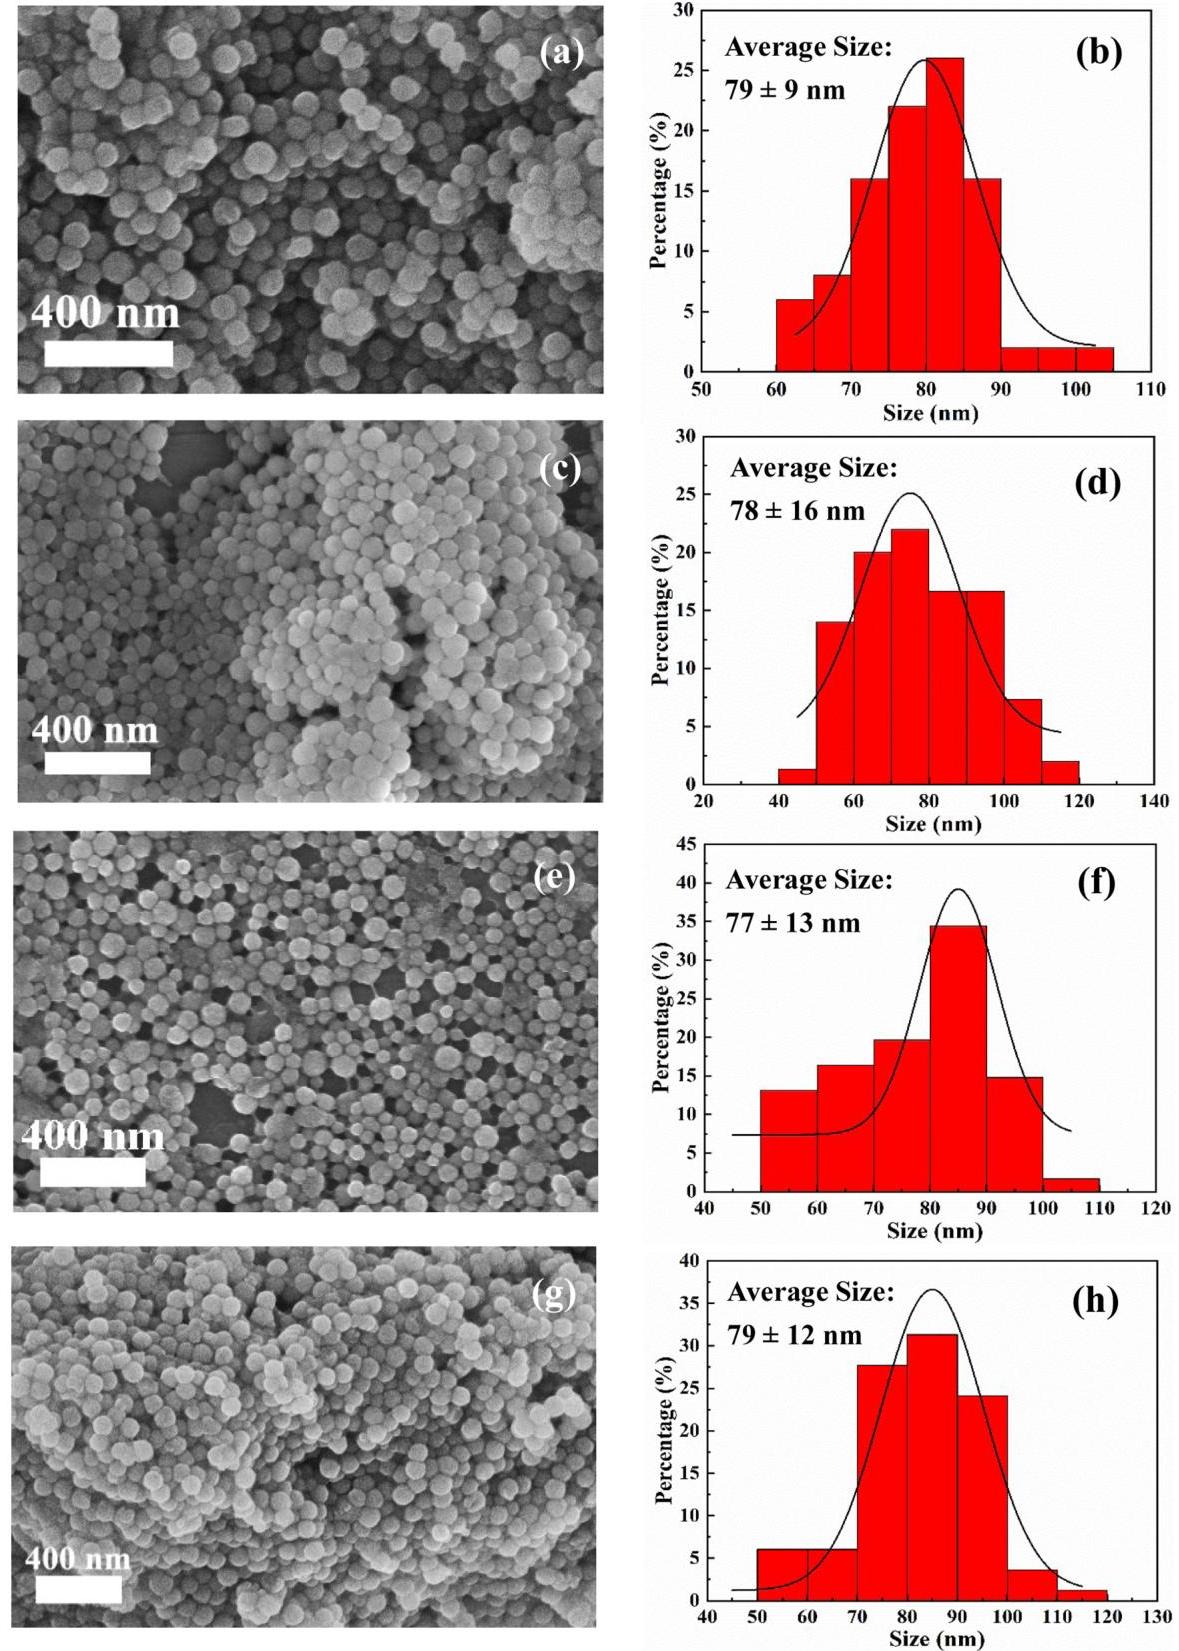 (a)
400 nm
30
25
20
15
10
5
0
Percentage (%)
Average Size:
79 ± 9 nm
(b)
50 60 70 80 90 100 110
Size (nm)
(c)
400 nm
30
25
20
15
10
5
0
Percentage (%)
Average Size:
78 ± 16 nm
(d)
20 40 60 80 100 120 140
Size (nm)
(e)
400 nm
45
40
35
30
25
20
15
10
5
0
Percentage (%)
Average Size:
77 ± 13 nm
(f)
40 50 60 70 80 90 100 110 120
Size (nm)
(g)
400 nm
40
35
30
25
20
15
10
5
0
Percentage (%)
Average Size:
79 ± 12 nm
(h)
40 50 60 70 80 90 100 110 120 130
Size (nm)